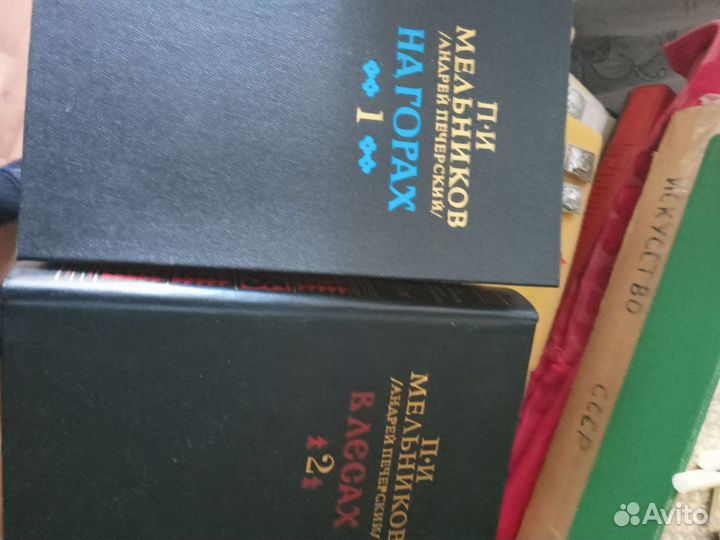 П·И
МЕЛЬНИКОВ
/АНДРЕЙ ПЕЧЕРСКИЙ/
НА ГОРАХ
1
П·И
МЕЛЬНИКОВ
/АНДРЕЙ ПЕЧЕРСКИЙ/
В ЛЕСАХ
2
ИСКУССТВО
СССР
Avito